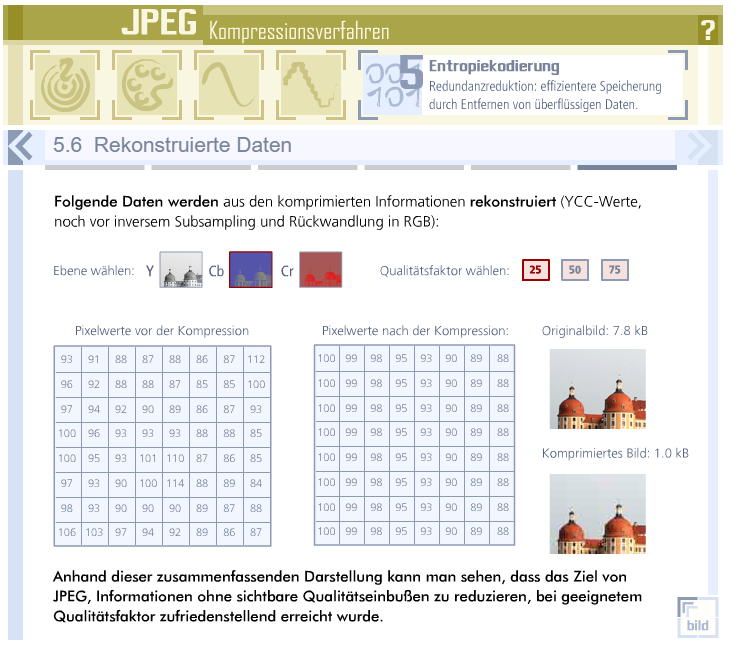 JPEG Kompressionsverfahren ?
5 Entropiekodierung
Redundanzreduktion: effizientere Speicherung
durch Entfernen von überflüssigen Daten.
5.6 Rekonstruierte Daten
Folgende Daten werden aus den komprimierten Informationen rekonstruiert (YCC-Werte,
noch vor inversem Subsampling und Rückwandlung in RGB):
Ebene wählen: Y Cb Cr Qualitätsfaktor wählen: 25 50 75
Pixelwerte vor der Kompression
93 91 88 87 88 86 87 112
96 92 88 88 87 85 85 100
97 94 92 90 89 86 87 93
100 96 93 93 93 88 88 85
100 95 93 101 110 87 86 85
97 93 90 100 114 88 89 84
98 93 90 90 90 89 87 88
106 103 97 94 92 89 86 87
Pixelwerte nach der Kompression:
100 99 98 95 93 90 89 88
100 99 98 95 93 90 89 88
100 99 98 95 93 90 89 88
100 99 98 95 93 90 89 88
100 99 98 95 93 90 89 88
100 99 98 95 93 90 89 88
100 99 98 95 93 90 89 88
100 99 98 95 93 90 89 88
Originalbild: 7.8 kB
Komprimiertes Bild: 1.0 kB
Anhand dieser zusammenfassenden Darstellung kann man sehen, dass das Ziel von
JPEG, Informationen ohne sichtbare Qualitätseinbußen zu reduzieren, bei geeignetem
Qualitätsfaktor zufriedenstellend erreicht wurde.
bild